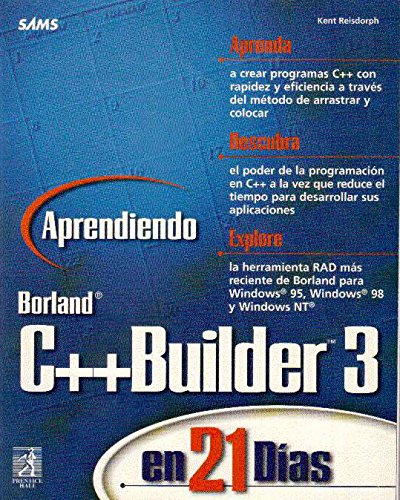 SAMS
Kent Reisdorph
Aprenda
a crear programas C++ con
rapidez y eficiencia a través
del método de arrastrar y
colocar
Descubra
el poder de la programación
en C++ a la vez que reduce el
tiempo para desarrollar sus
aplicaciones
Explore
la herramienta RAD más
reciente de Borland para
Windows® 95, Windows® 98
y Windows NT®
Aprendiendo
Borland®
C++Builder™ 3
en 21 Días
PRENTICE
HALL